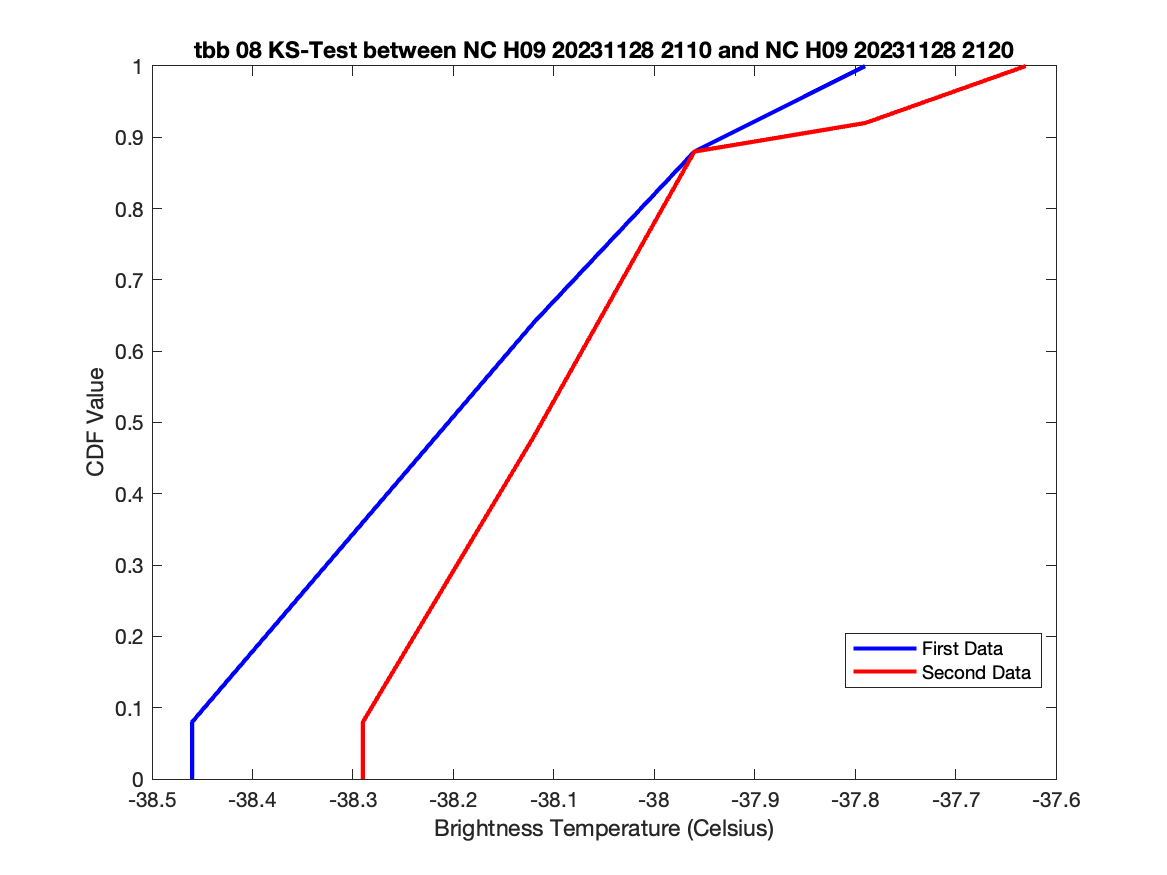 tbb 08 KS-Test between NC H09 20231128 2110 and NC H09 20231128 2120
1
0.9
0.8
0.7
0.6
0.5
0.4
0.3
0.2
0.1
0
CDF Value
First Data
Second Data
-38.5 -38.4 -38.3 -38.2 -38.1 -38 -37.9 -37.8 -37.7 -37.6
Brightness Temperature (Celsius)